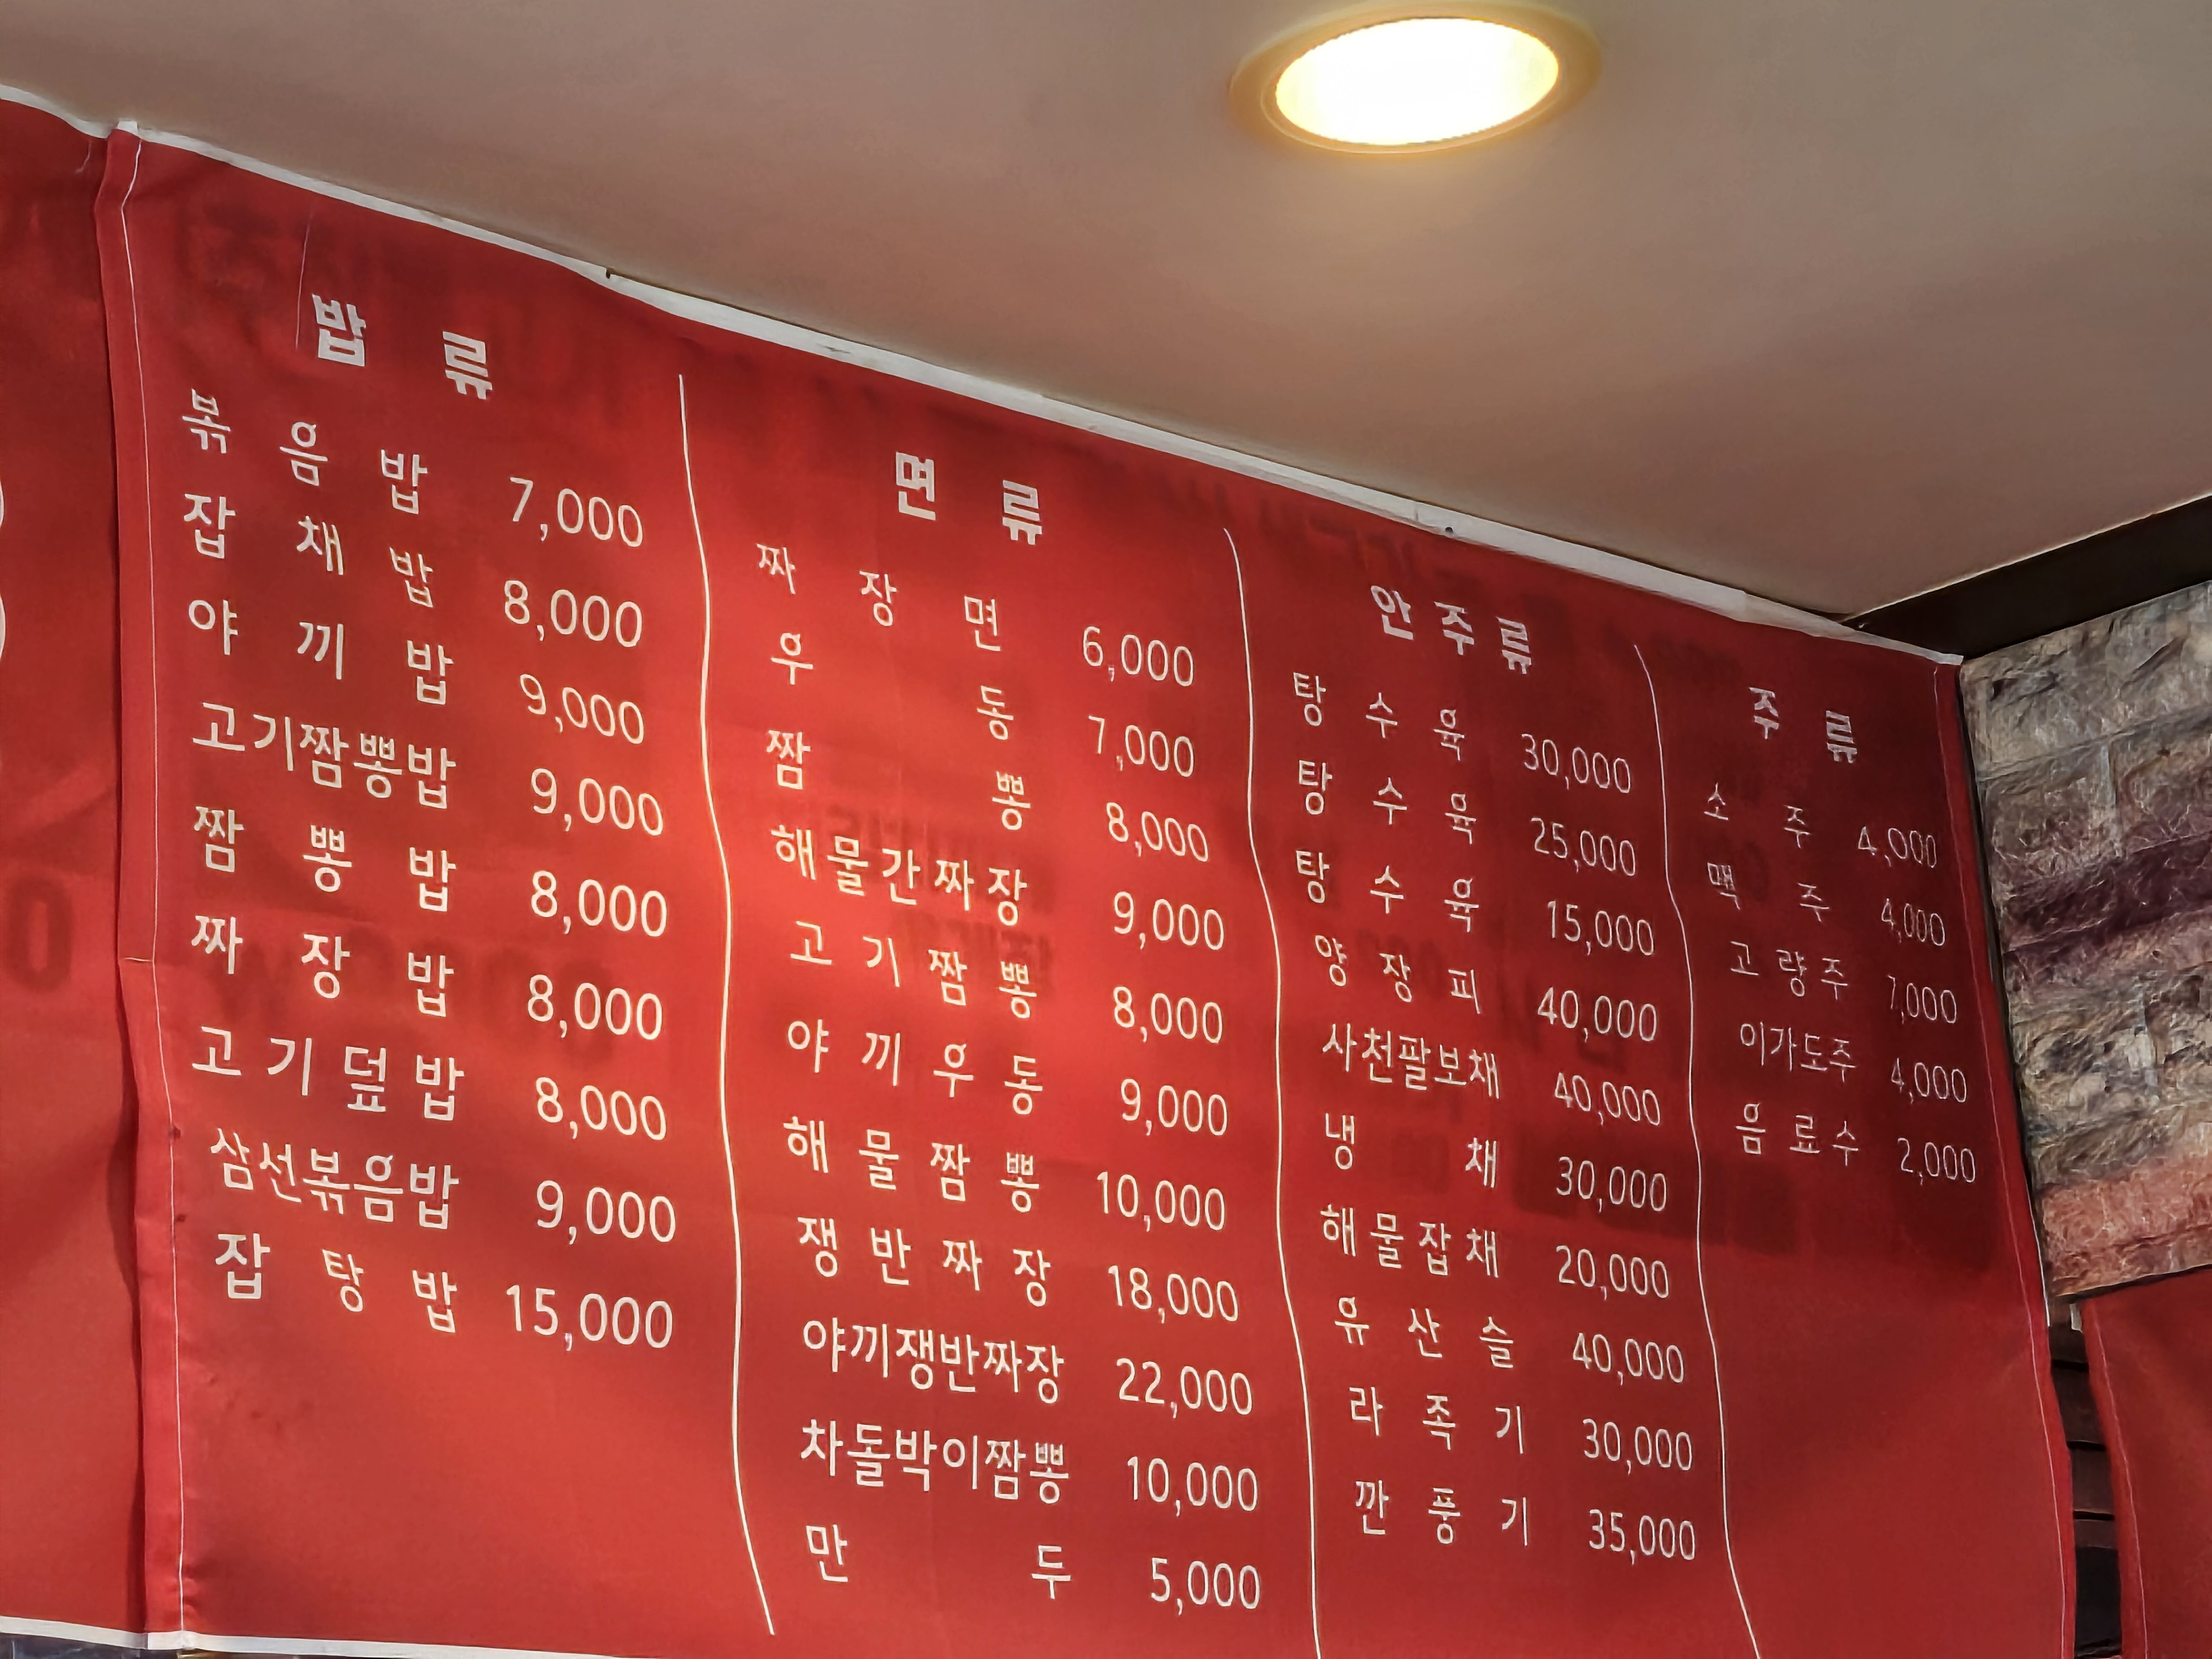 밥 류
볶 음 밥 7,000
잡 채 밥 8,000
야 끼 밥 9,000
고기짬뽕밥 9,000
짬 뽕 밥 8,000
짜 장 밥 8,000
고 기 덮 밥 8,000
삼선볶음밥 9,000
잡 탕 밥 15,000
면 류
짜 장 면 6,000
우 동 7,000
짬 뽕 8,000
해물간짜장 9,000
고 기 짬 뽕 8,000
야 끼 우 동 9,000
해 물 짬 뽕 10,000
쟁 반 짜 장 18,000
야끼쟁반짜장 22,000
차돌박이짬뽕 10,000
만 두 5,000
안주류
탕 수 육 30,000
탕 수 육 25,000
탕 수 육 15,000
양 장 피 40,000
사천팔보채 40,000
냉 채 30,000
해물잡채 20,000
유 산 슬 40,000
라 족 기 30,000
깐 풍 기 35,000
주 류
소 주 4,000
맥 주 4,000
고 량 주 7,000
이가도주 4,000
음 료 수 2,000